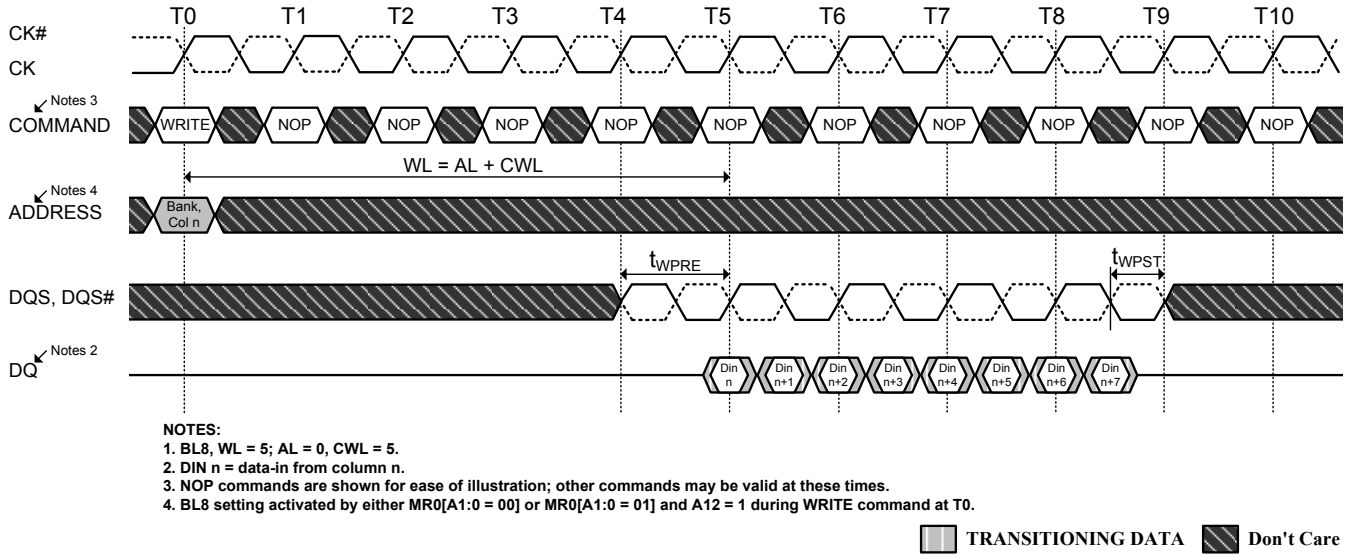 T0 T1 T2 T3 T4 T5 T6 T7 T8 T9 T10
CK#
CK
Notes 3
COMMAND
WRITE NOP NOP NOP NOP NOP NOP NOP NOP NOP NOP
WL = AL + CWL
Notes 4
ADDRESS
Bank,
Col n
tWPRE
tWPST
DQS, DQS#
Notes 2
DQ
Din n
Din n+1
Din n+2
Din n+3
Din n+4
Din n+5
Din n+6
Din n+7
NOTES:
1. BL8, WL = 5; AL = 0, CWL = 5.
2. DIN n = data-in from column n.
3. NOP commands are shown for ease of illustration; other commands may be valid at these times.
4. BL8 setting activated by either MR0[A1:0 = 00] or MR0[A1:0 = 01] and A12 = 1 during WRITE command at T0.
TRANSITIONING DATA
Don't Care